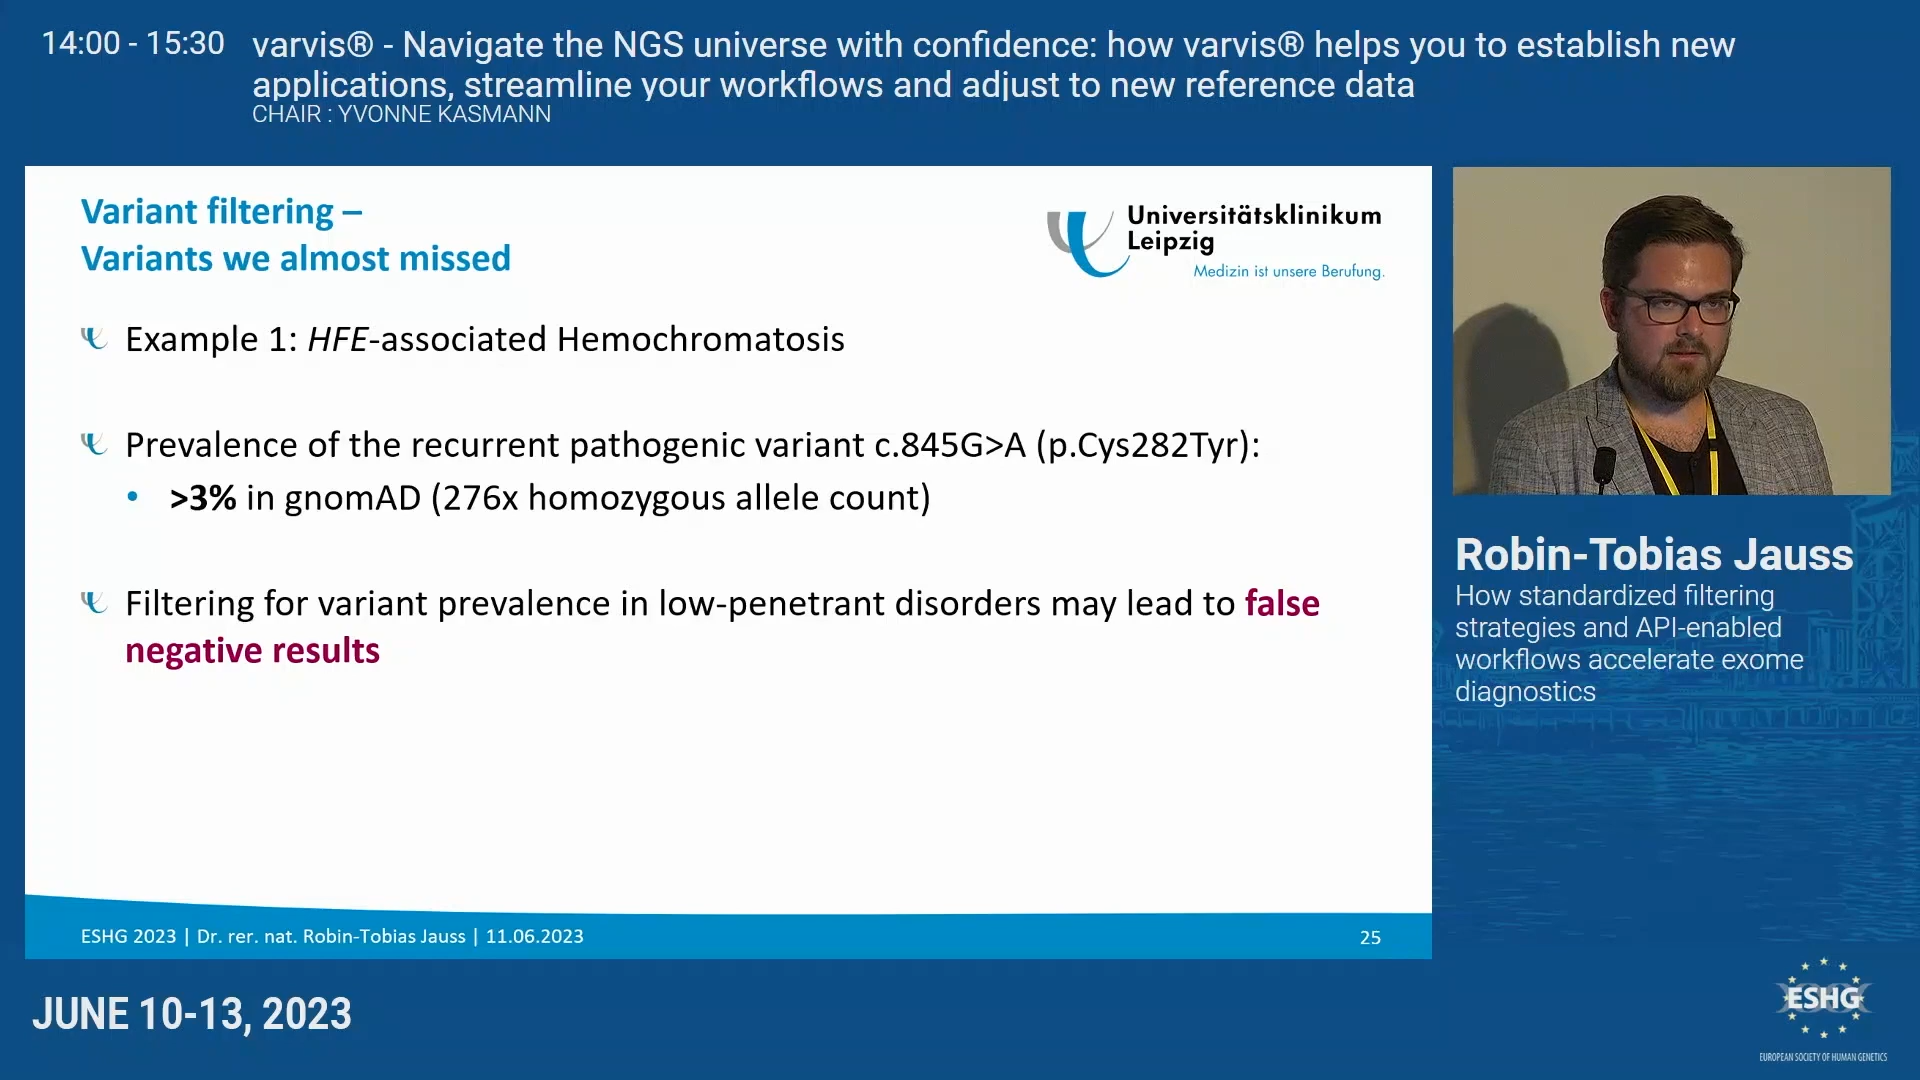 14:00 - 15:30
varvis® - Navigate the NGS universe with confidence: how varvis® helps you to establish new
applications, streamline your workflows and adjust to new reference data
CHAIR : YVONNE KASMANN
Variant filtering –
Variants we almost missed
Universitätsklinikum
Leipzig
Medizin ist unsere Berufung.
Example 1: HFE-associated Hemochromatosis
Prevalence of the recurrent pathogenic variant c.845G>A (p.Cys282Tyr):
• >3% in gnomAD (276x homozygous allele count)
Filtering for variant prevalence in low-penetrant disorders may lead to false
negative results
ESHG 2023 | Dr. rer. nat. Robin-Tobias Jauss | 11.06.2023
25
Robin-Tobias Jauss
How standardized filtering
strategies and API-enabled
workflows accelerate exome
diagnostics
JUNE 10-13, 2023
ESHG
EUROPEAN SOCIETY OF HUMAN GENETICS